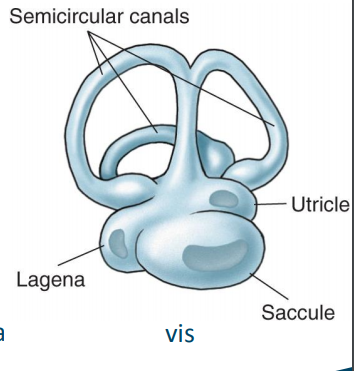 Semicircular canals
Utricle
Lagena
Saccule
a
vis